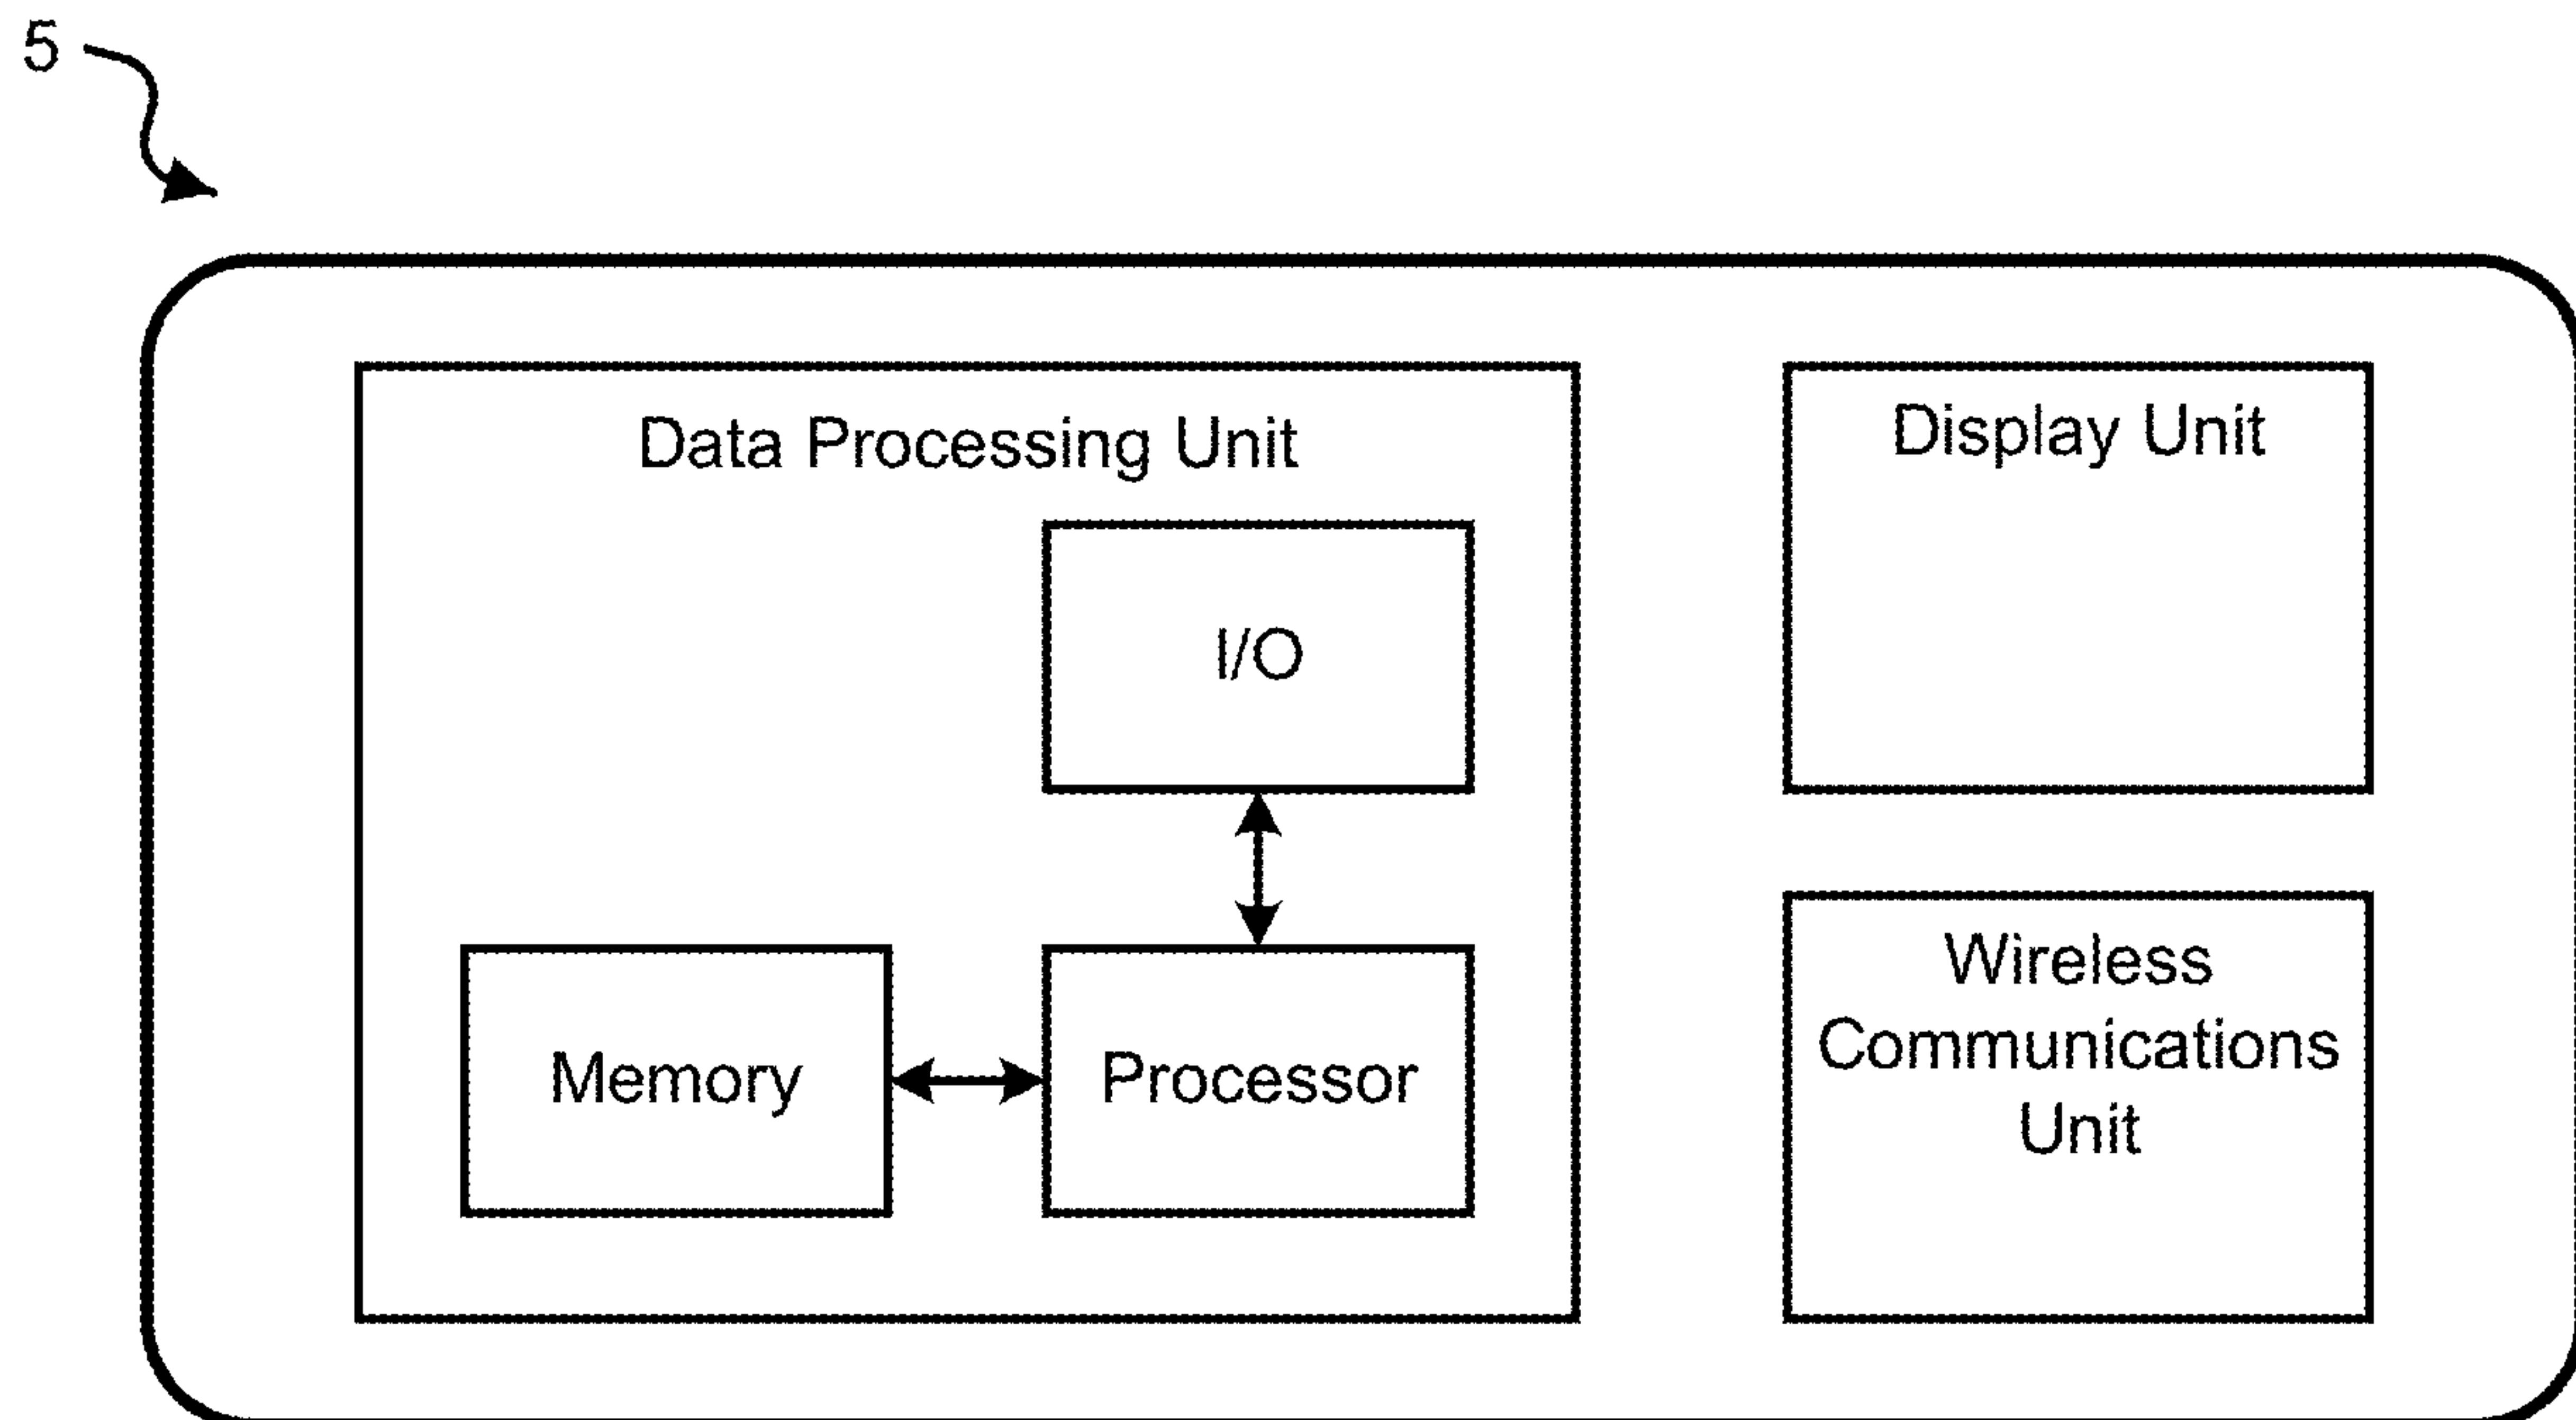 5
Data Processing Unit
I/O
Memory
Processor
Display Unit
Wireless
Communications
Unit